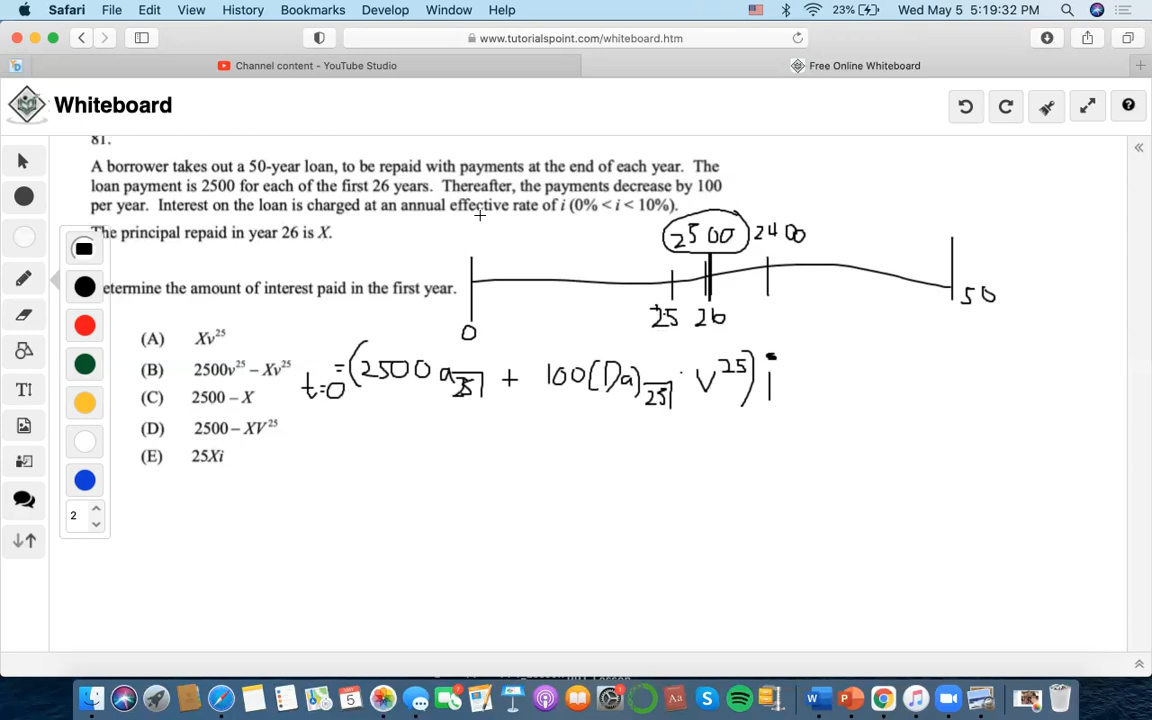 Safari File Edit View History Bookmarks Develop Window Help 23% Wed May 5 5:19:32 PM
www.tutorialspoint.com/whiteboard.htm
Channel content - YouTube Studio Free Online Whiteboard
Whiteboard
81.
A borrower takes out a 50-year loan, to be repaid with payments at the end of each year. The
loan payment is 2500 for each of the first 26 years. Thereafter, the payments decrease by 100
per year. Interest on the loan is charged at an annual effective rate of i (0% < i < 10%).
The principal repaid in year 26 is X.
2500 2400
etermine the amount of interest paid in the first year.
0 25 26 50
(A) Xv^25
(B) 2500v^25 – Xv^25
t=0 =(2500 a25| + 100(Da)25| · v^25) i
(C) 2500 – X
(D) 2500 – XV^25
(E) 25Xi
2